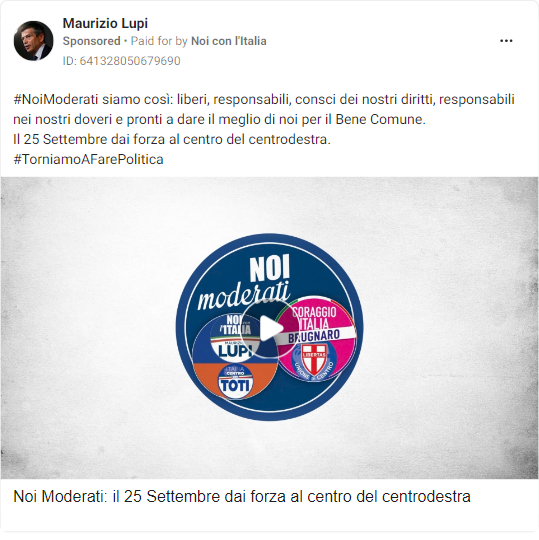 Maurizio Lupi
Sponsored • Paid for by Noi con l'Italia
ID: 641328050679690
#NoiModerati siamo così: liberi, responsabili, consci dei nostri diritti, responsabili
nei nostri doveri e pronti a dare il meglio di noi per il Bene Comune.
Il 25 Settembre dai forza al centro del centrodestra.
#TorniamoAFarePolitica
NOI
moderati
NOI
l'ITALIA
MAURIZIO
LUPI
ITALIA
CENTRO
TOTI
CORAGGIO
ITALIA
BRUGNARO
LIBERTAS
UNIONE DI CENTRO
Noi Moderati: il 25 Settembre dai forza al centro del centrodestra